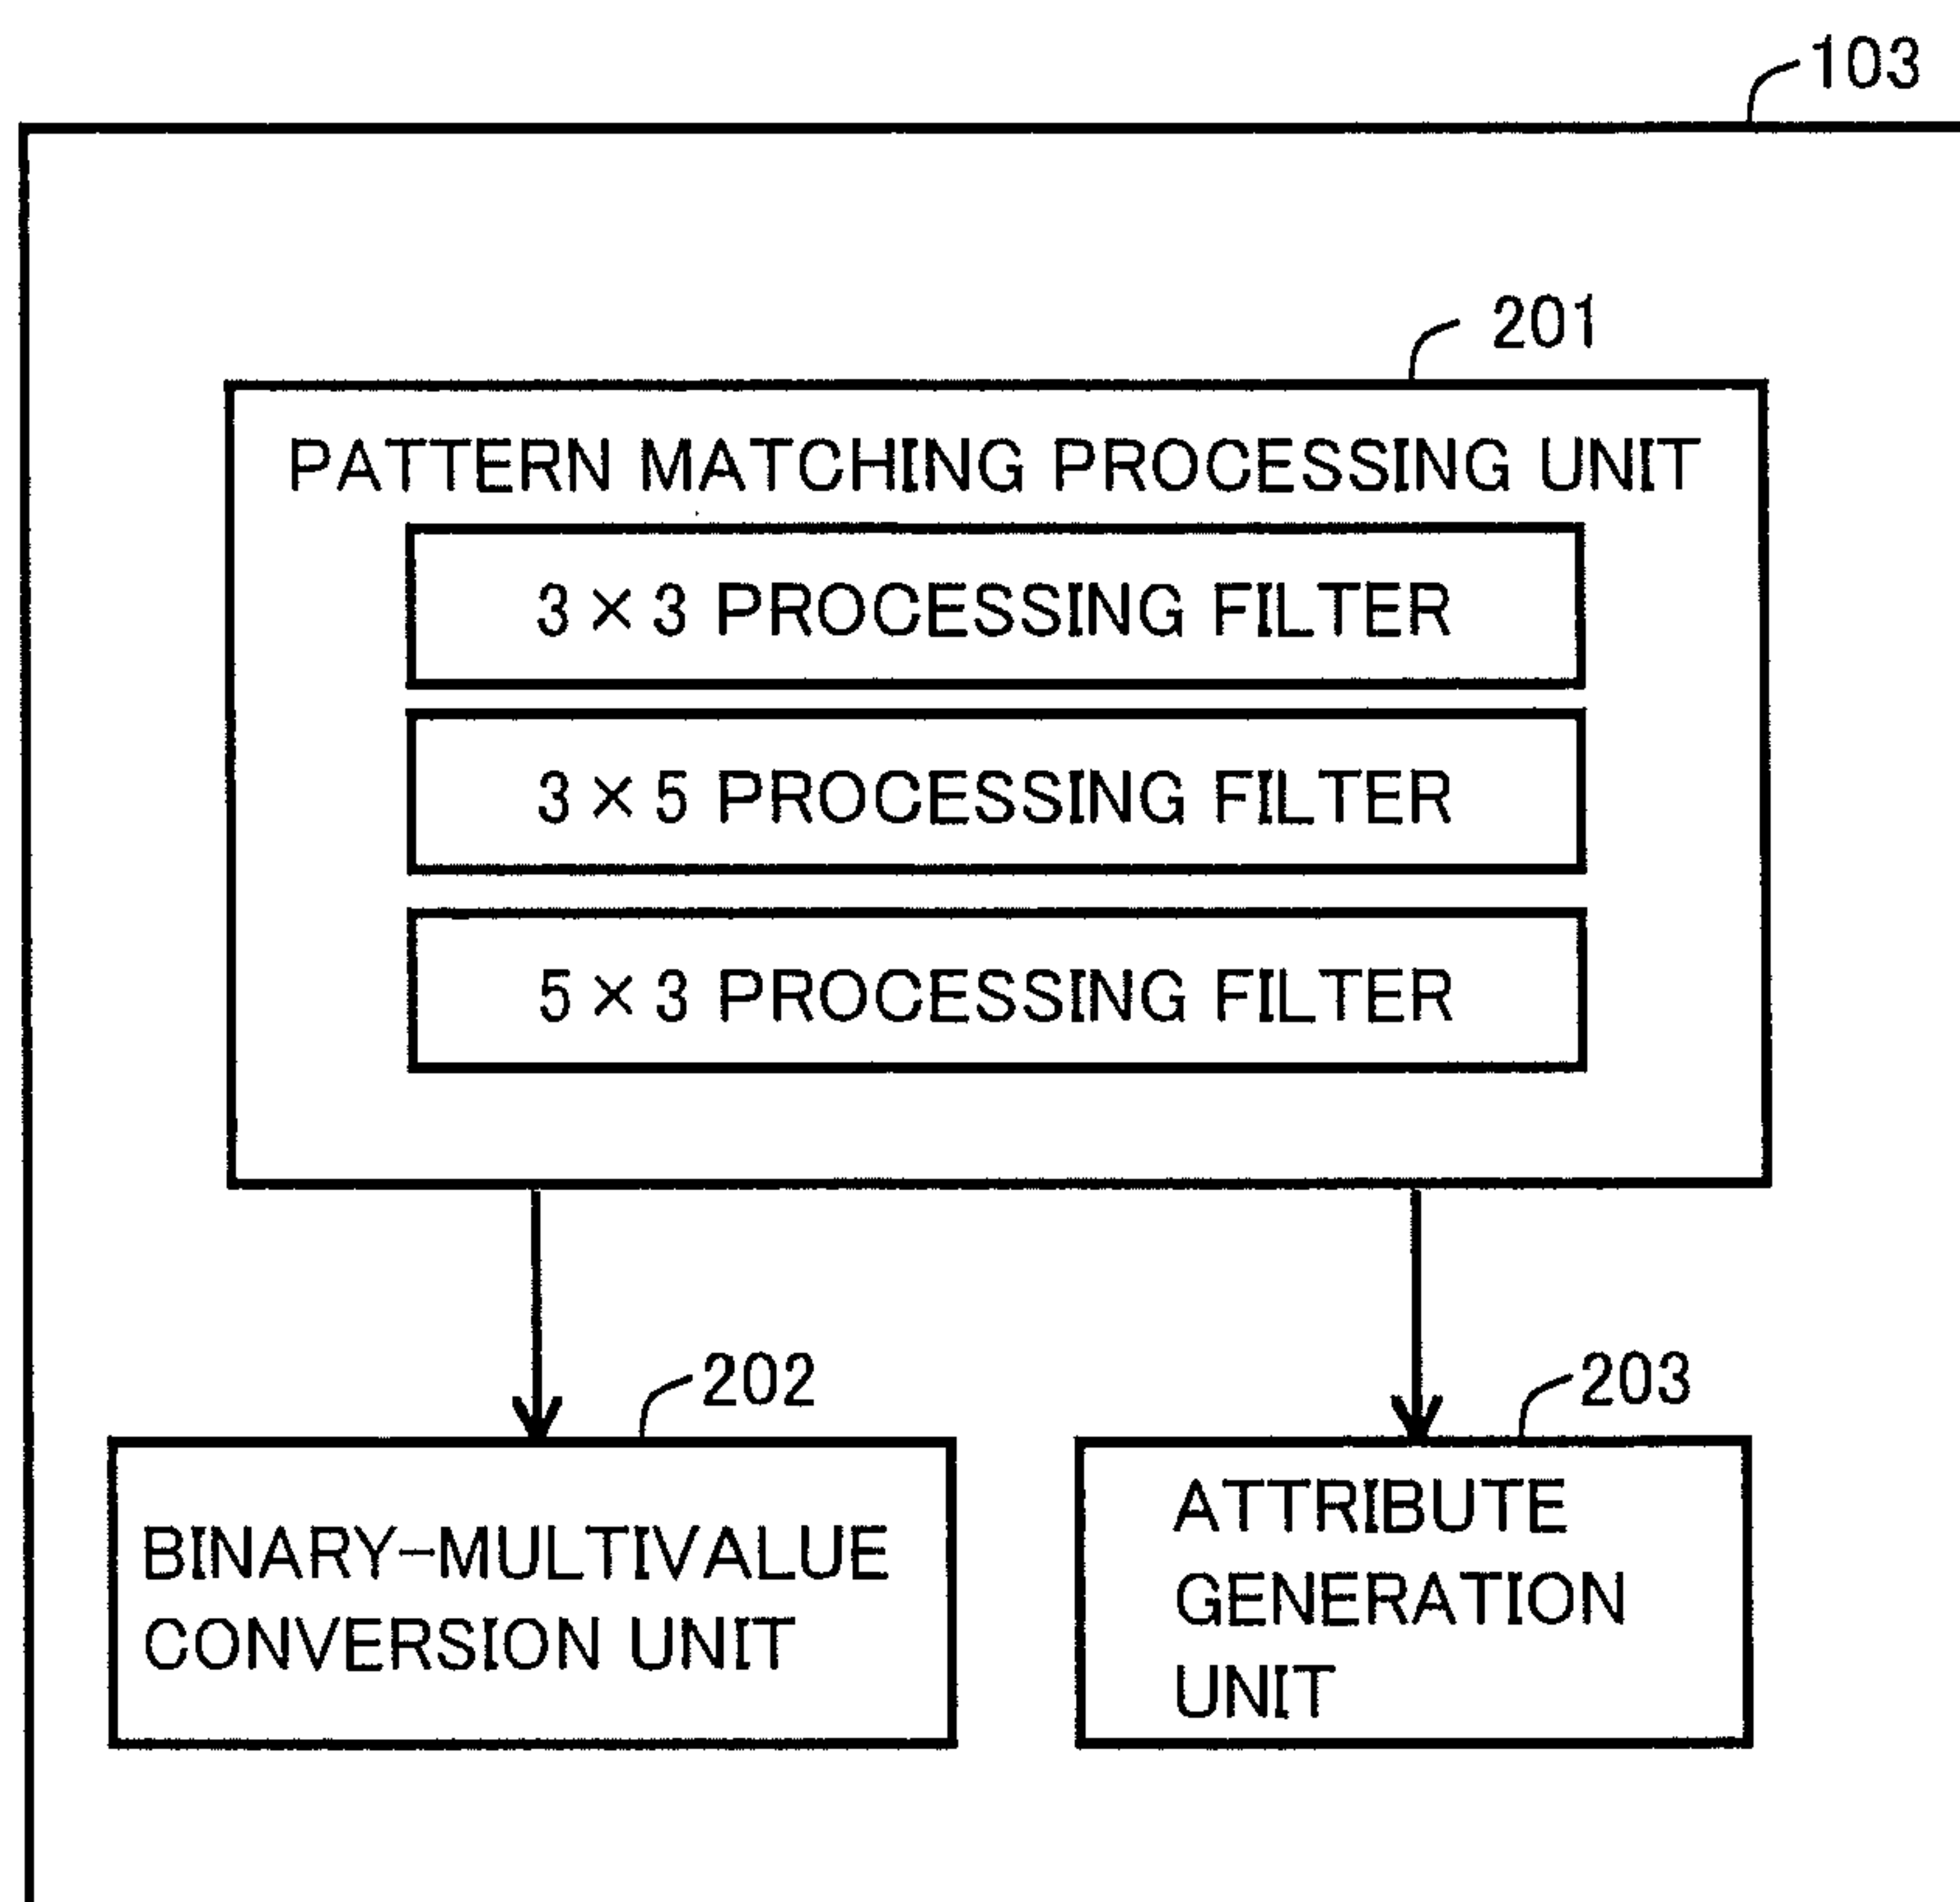 103
201
PATTERN MATCHING PROCESSING UNIT
3×3 PROCESSING FILTER
3×5 PROCESSING FILTER
5×3 PROCESSING FILTER
202
BINARY-MULTIVALUE
CONVERSION UNIT
203
ATTRIBUTE
GENERATION
UNIT